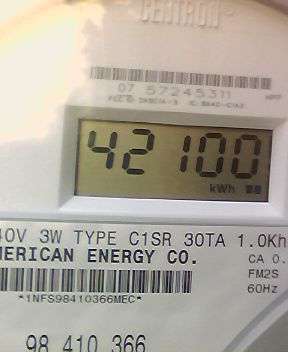 CENTRON®
07 57245311
42100
kWh
40V 3W TYPE C1SR 30TA 1.0Kh
MERICAN ENERGY CO.
CA 0.
FM2S
*1NFS98410366MEC*
60Hz
98 410 366